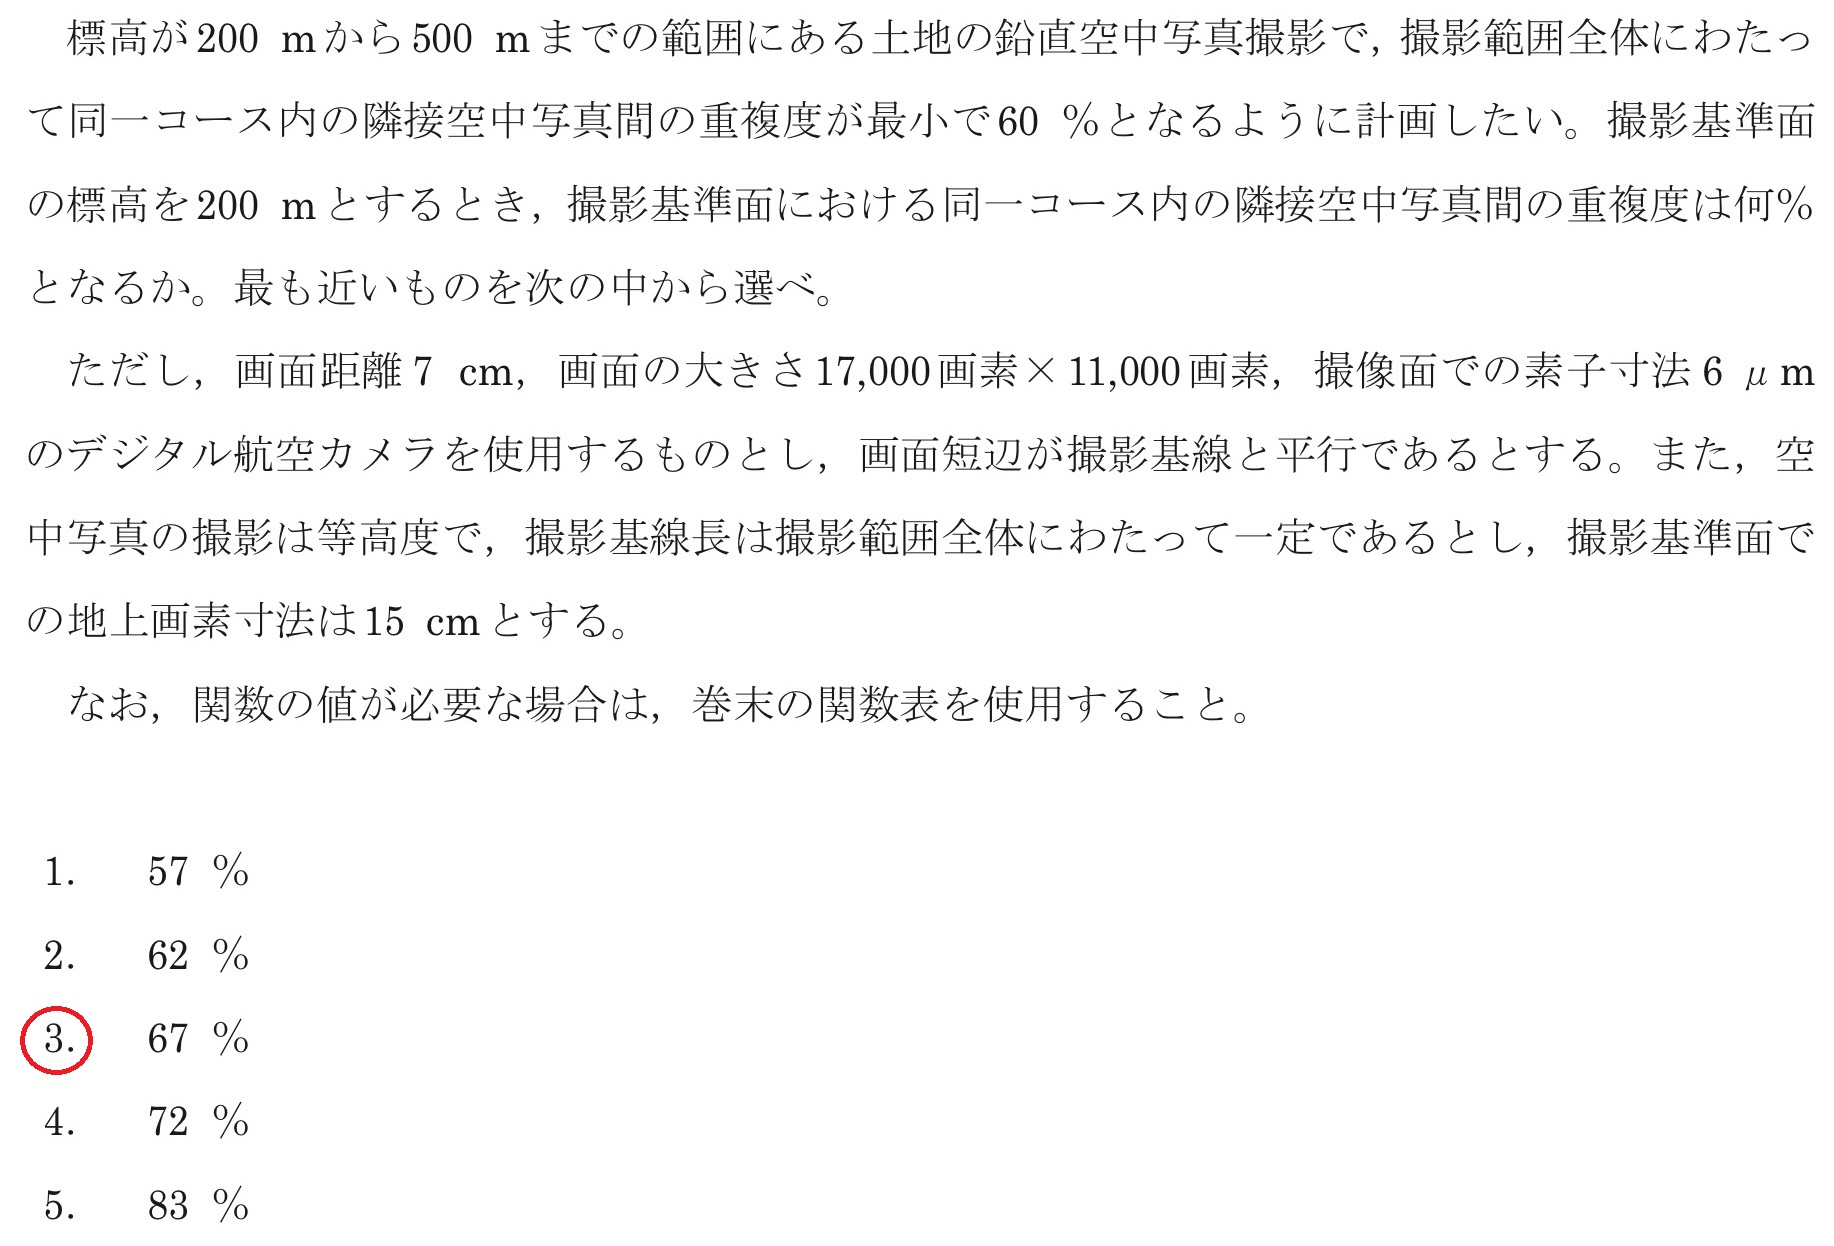 標高が200 mから500 mまでの範囲にある土地の鉛直空中写真撮影で，撮影範囲全体にわたっ
て同一コース内の隣接空中写真間の重複度が最小で60 %となるように計画したい。撮影基準面
の標高を200 mとするとき，撮影基準面における同一コース内の隣接空中写真間の重複度は何%
となるか。最も近いものを次の中から選べ。
ただし，画面距離7 cm，画面の大きさ17,000画素×11,000画素，撮像面での素子寸法6 μm
のデジタル航空カメラを使用するものとし，画面短辺が撮影基線と平行であるとする。また，空
中写真の撮影は等高度で，撮影基線長は撮影範囲全体にわたって一定であるとし，撮影基準面で
の地上画素寸法は15 cmとする。
なお，関数の値が必要な場合は，巻末の関数表を使用すること。
1. 57 %
2. 62 %
3. 67 %
4. 72 %
5. 83 %